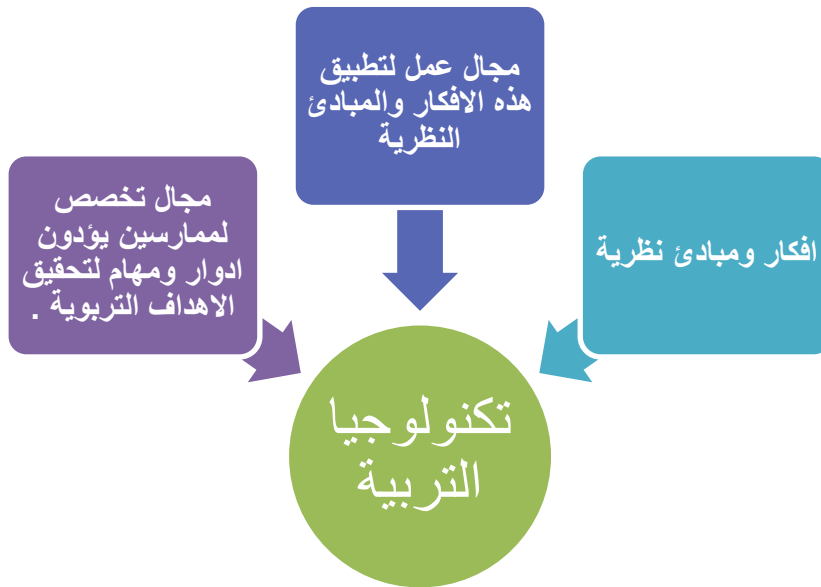 مجال عمل لتطبيق
هذه الافكار والمبادئ
النظرية
افكار ومبادئ نظرية
مجال تخصص
لممارسين يؤدون
ادوار ومهام لتحقيق
الاهداف التربوية .
تكنولوجيا
التربية